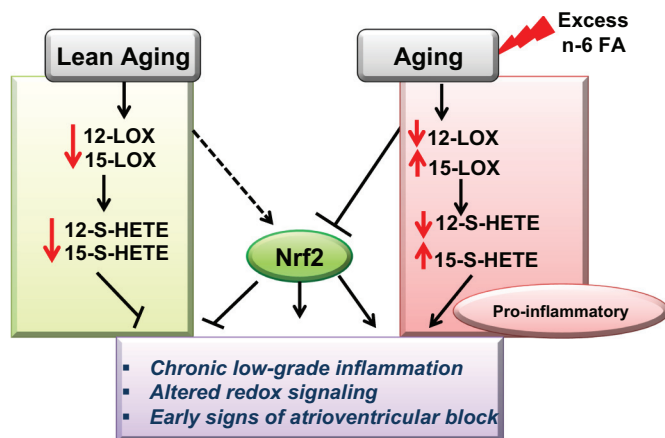 Excess
n-6 FA
Lean Aging
Aging
12-LOX
15-LOX
12-S-HETE
15-S-HETE
12-LOX
15-LOX
12-S-HETE
15-S-HETE
Nrf2
Pro-inflammatory
▪ Chronic low-grade inflammation
▪ Altered redox signaling
▪ Early signs of atrioventricular block